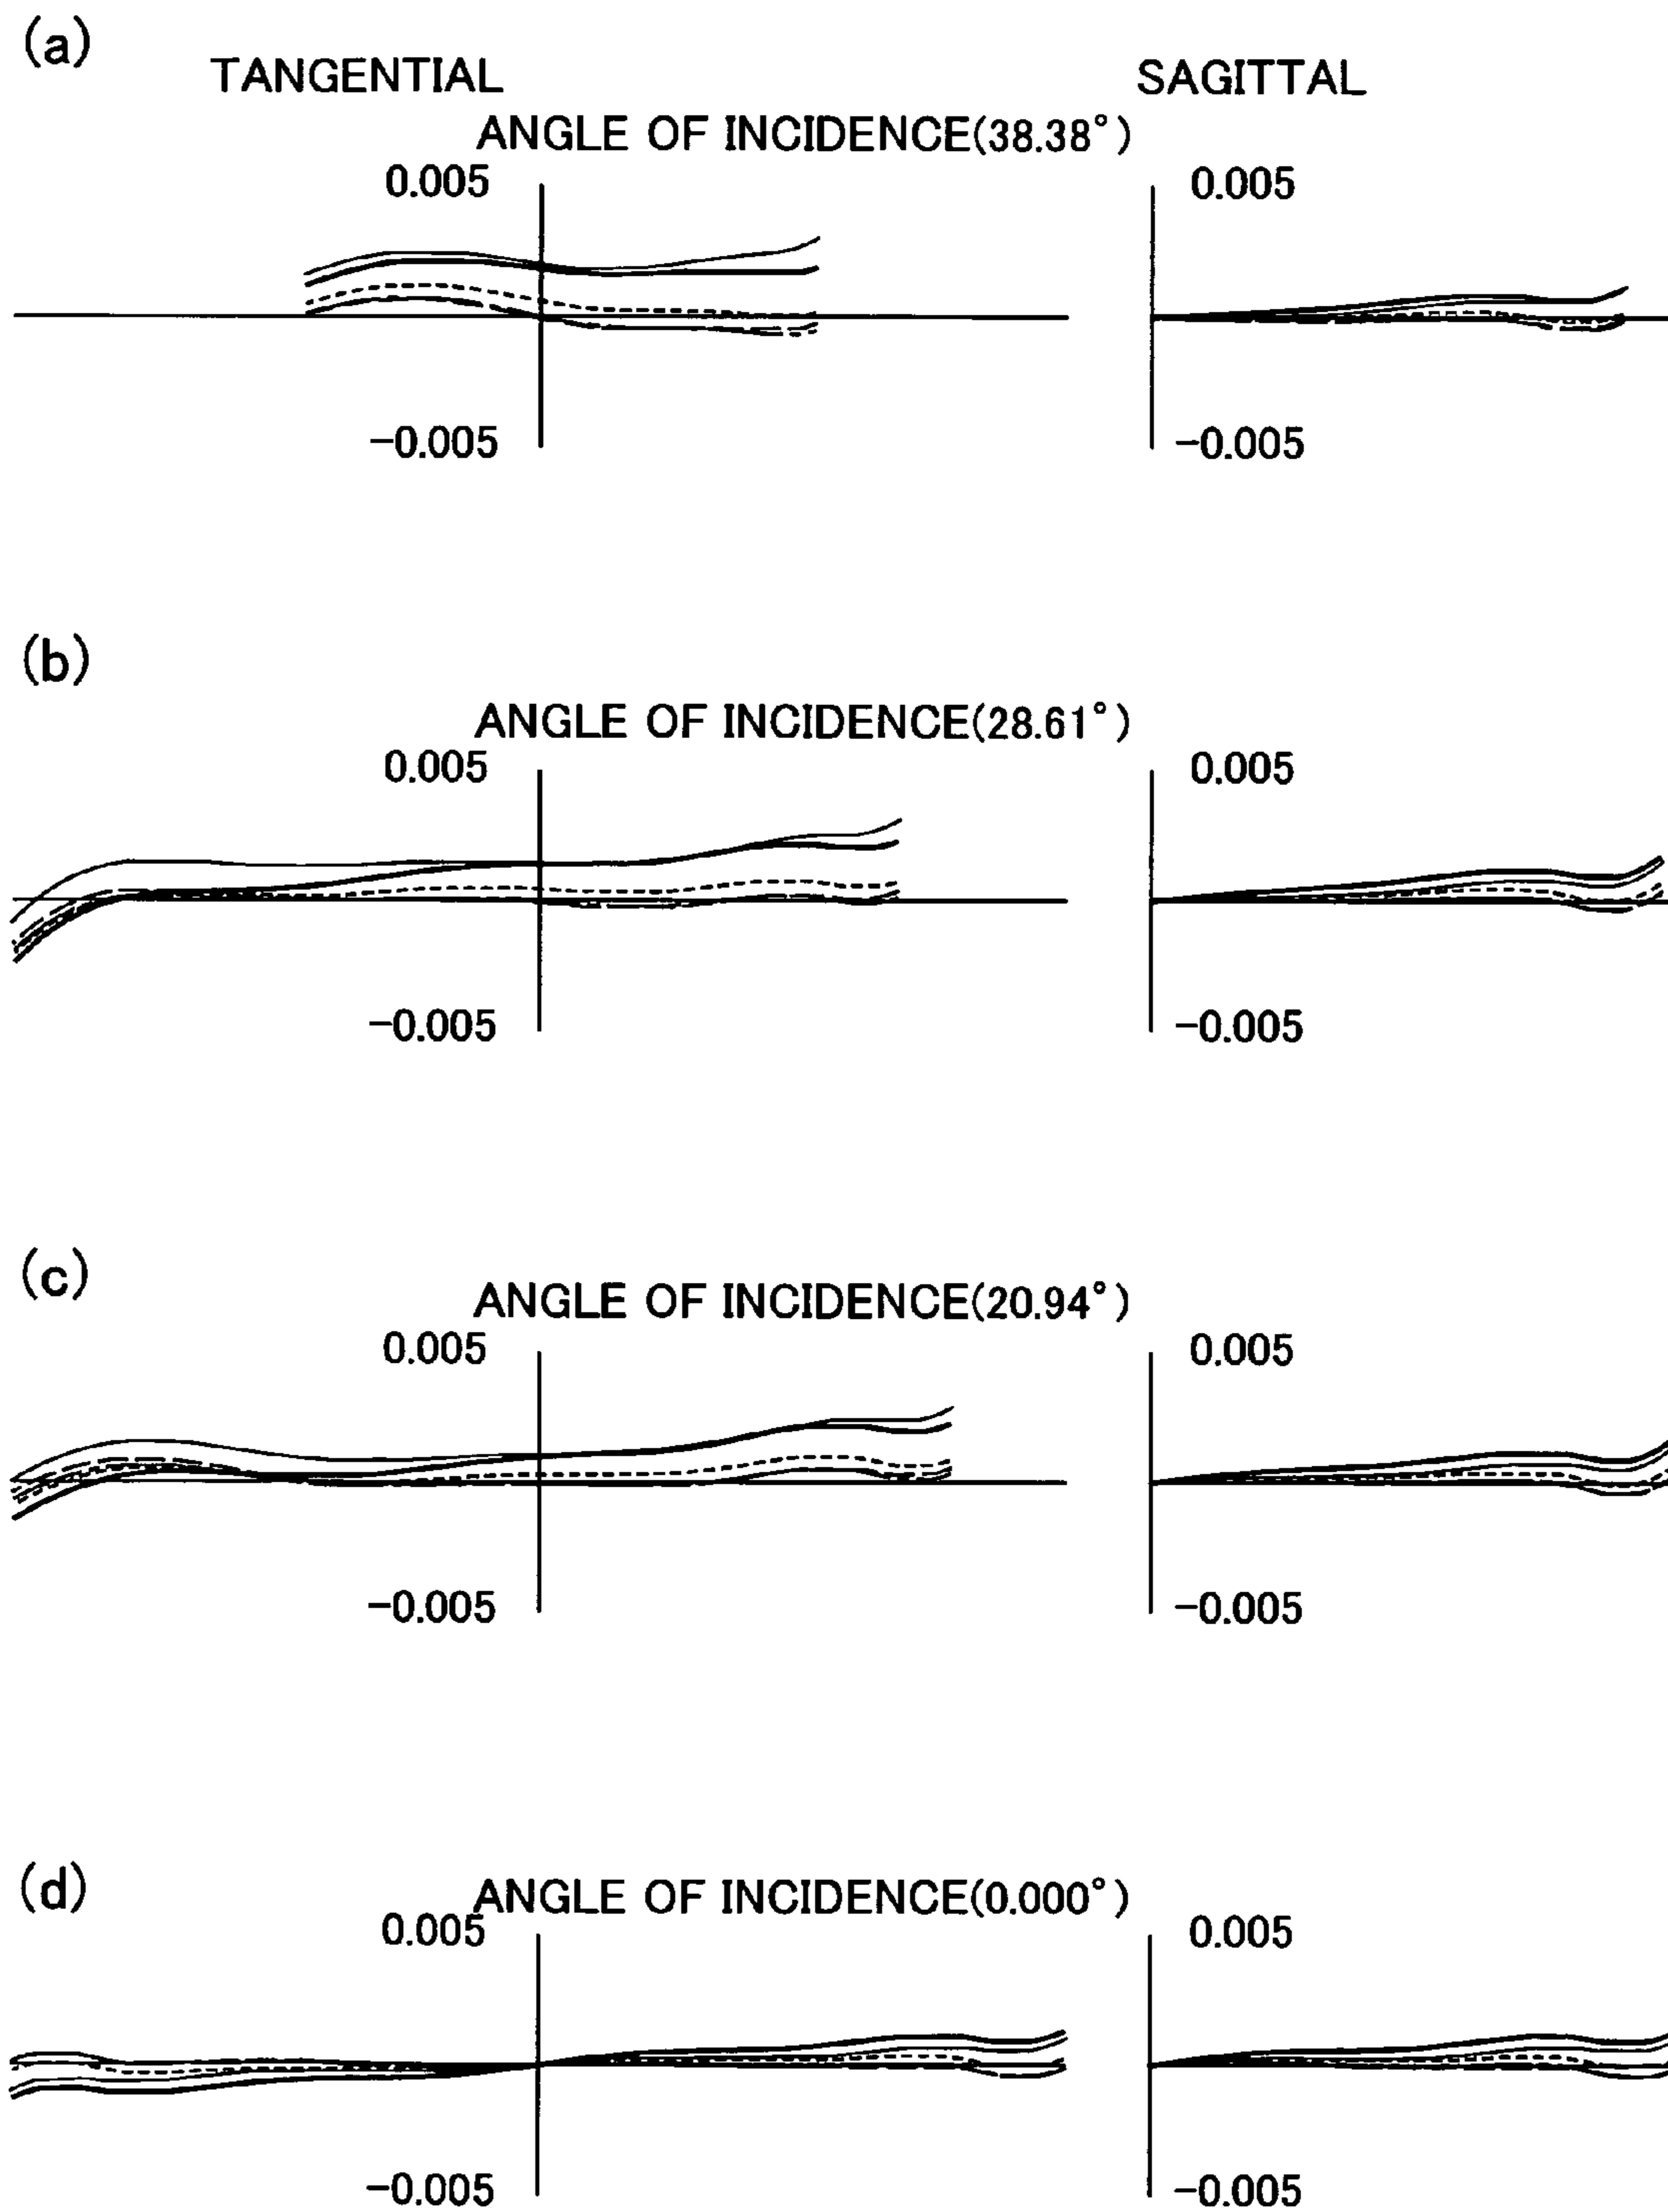 (a)
TANGENTIAL SAGITTAL
ANGLE OF INCIDENCE(38.38°)
0.005 0.005
-0.005 -0.005
(b)
ANGLE OF INCIDENCE(28.61°)
0.005 0.005
-0.005 -0.005
(c)
ANGLE OF INCIDENCE(20.94°)
0.005 0.005
-0.005 -0.005
(d)
ANGLE OF INCIDENCE(0.000°)
0.005 0.005
-0.005 -0.005